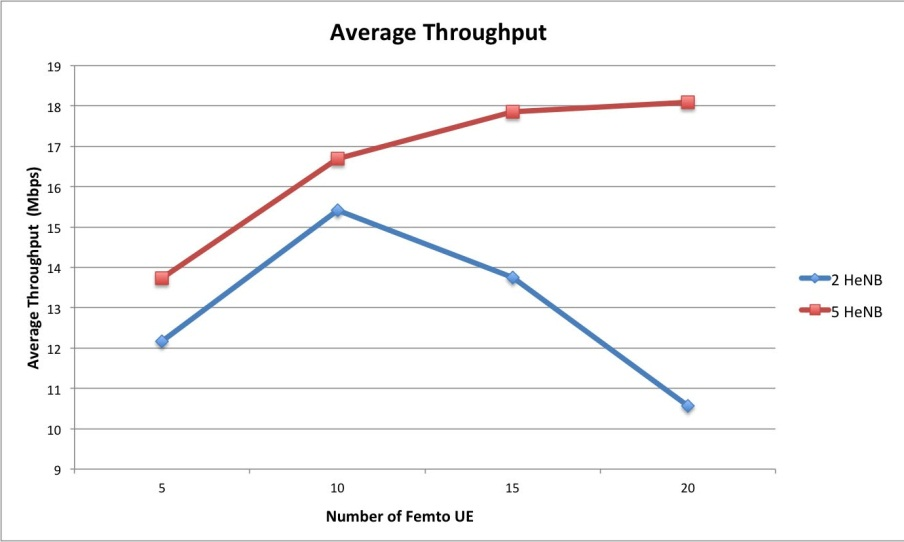 Average Throughput
19
18
17
16
15
14
13
12
11
10
9
Average Throughput (Mbps)
5 10 15 20
Number of Femto UE
2 HeNB
5 HeNB